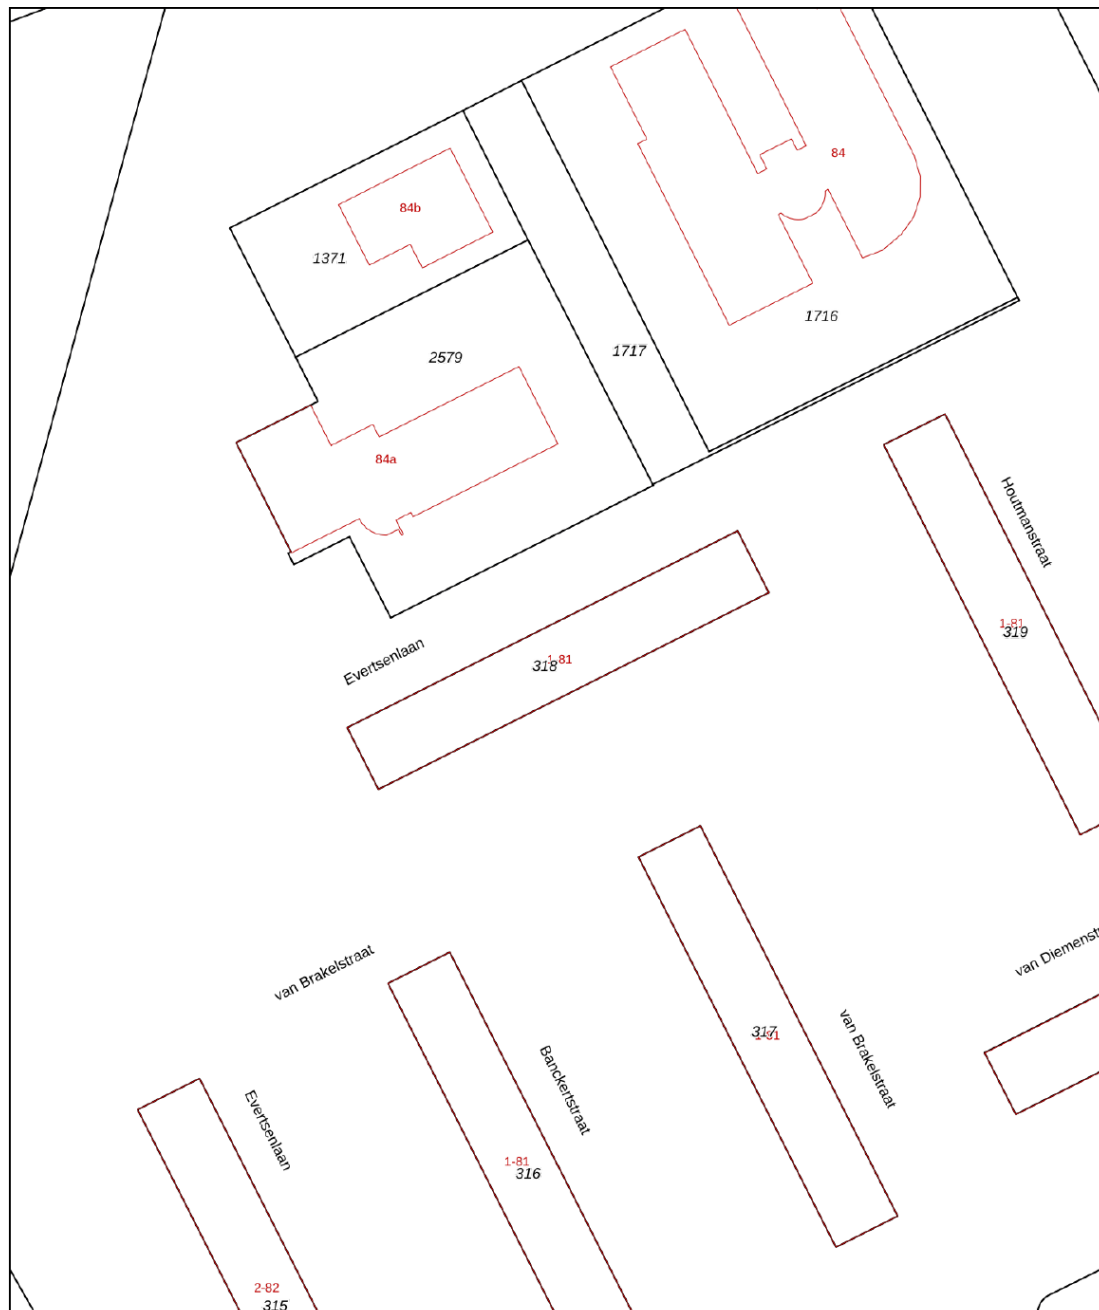 84
84b
1371
1716
1717
2579
84a
Houtmanstraat
1-81
319
Evertsenlaan
1-81
318
van Diemenstr
van Brakelstraat
317
1-81
van Brakelstraat
Banckertstraat
Evertsenlaan
1-81
316
2-82
315